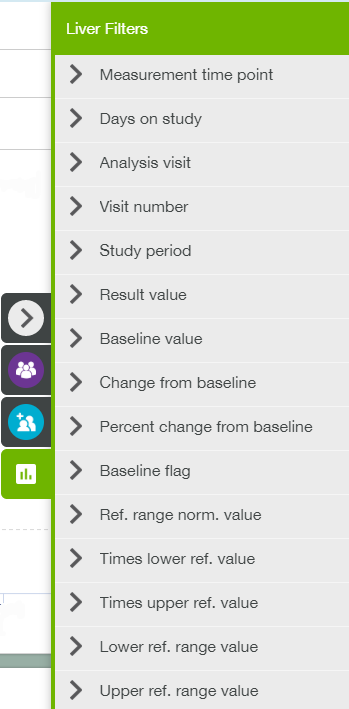 Liver Filters
Measurement time point
Days on study
Analysis visit
Visit number
Study period
Result value
Baseline value
Change from baseline
Percent change from baseline
Baseline flag
Ref. range norm. value
Times lower ref. value
Times upper ref. value
Lower ref. range value
Upper ref. range value